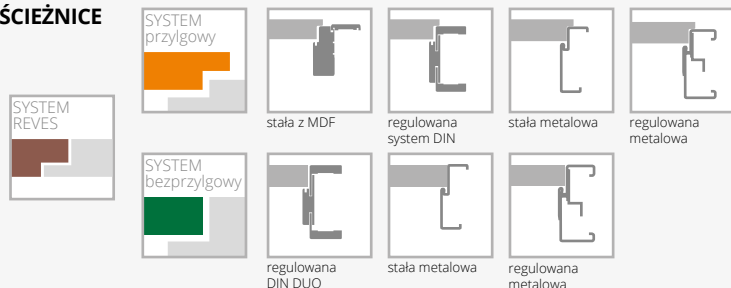 ŚCIEŻNICE
SYSTEM
REVES
SYSTEM
przylgowy
stała z MDF
regulowana
system DIN
stała metalowa
regulowana
metalowa
SYSTEM
bezprzylgowy
regulowana
DIN DUO
stała metalowa
regulowana
metalowa